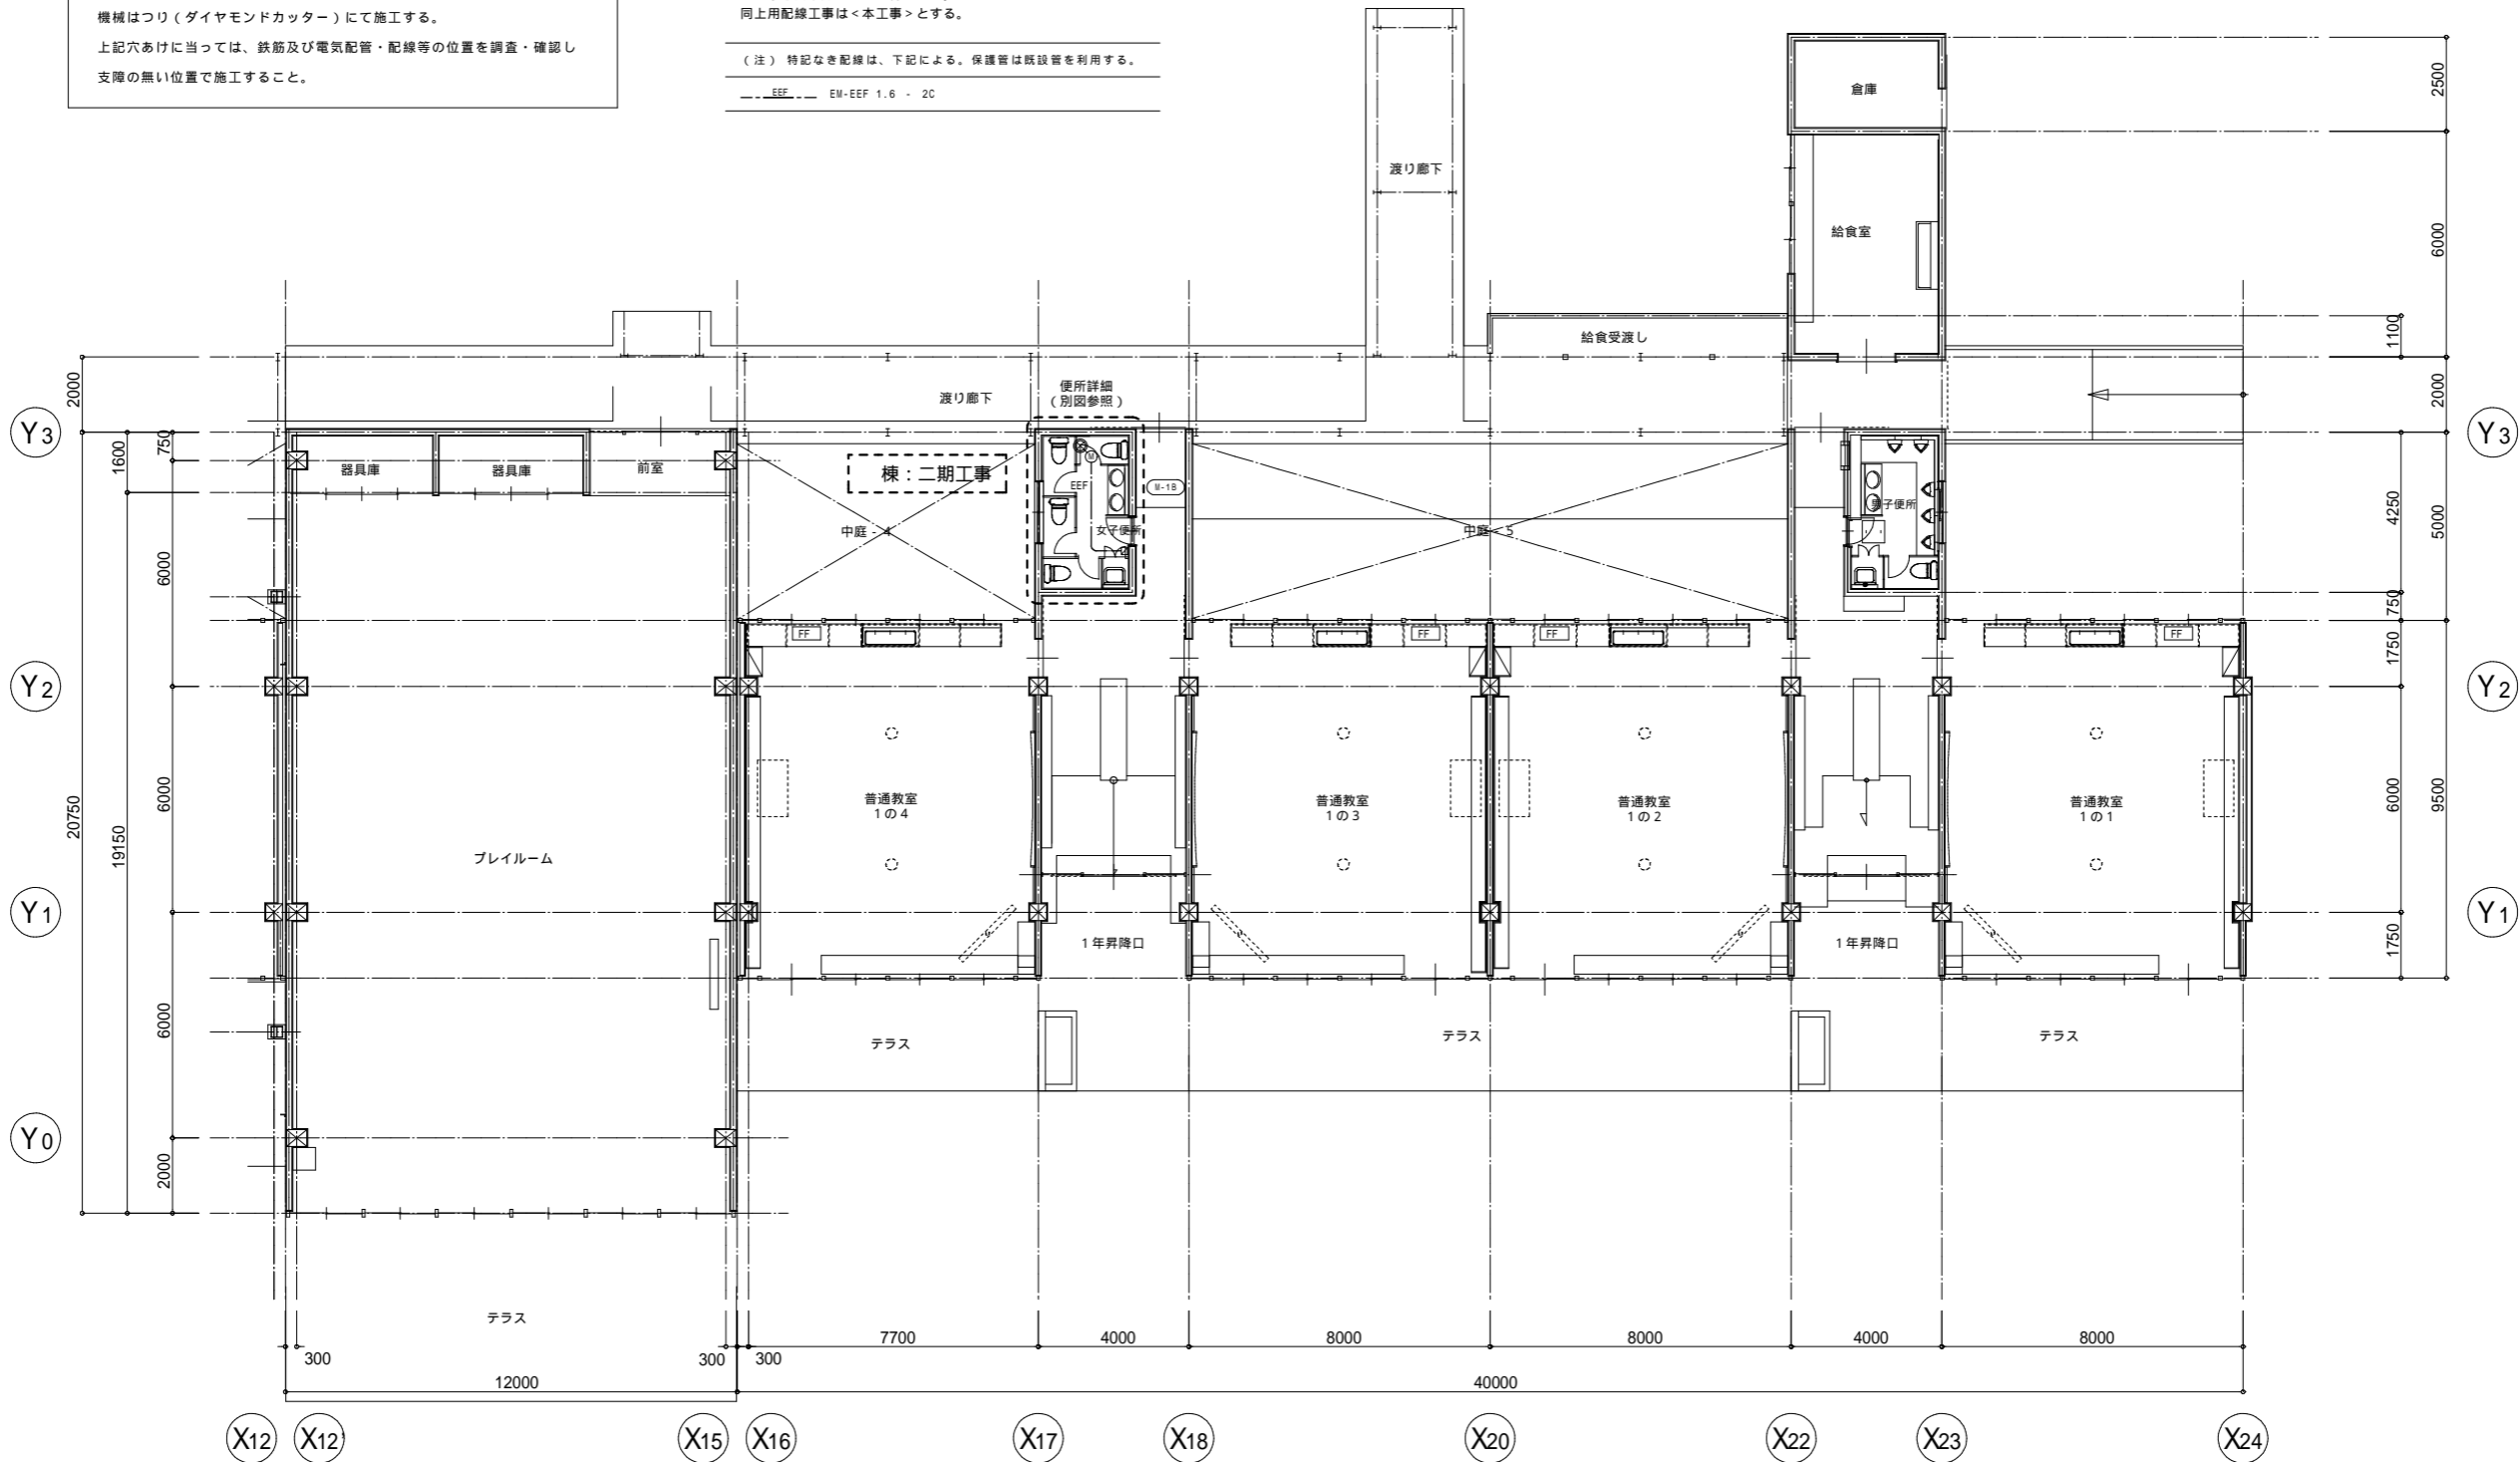 機械はつり（ダイヤモンドカッター）にて施工する。
上記穴あけに当っては、鉄筋及び電気配管・配線等の位置を調査・確認し
支障の無い位置で施工すること。
同上用配線工事は＜本工事＞とする。
（注） 特記なき配線は、下記による。保護管は既設管を利用する。
EEF EM-EEF 1.6 - 2C
倉庫
2500
渡り廊下
給食室
6000
給食受渡し
1100
2000
便所詳細
（別図参照）
渡り廊下
2000
Y3
750
1600
器具庫
器具庫
前室
棟：二期工事
M
EEF
M-1B
女子便所
男子便所
中庭 - 4
中庭 - 5
4250
5000
Y3
6000
750
FF
FF
FF
FF
1750
Y2
Y2
20750
19150
6000
普通教室
1の4
普通教室
1の3
普通教室
1の2
普通教室
1の1
6000
9500
プレイルーム
Y1
Y1
1年昇降口
1年昇降口
1750
6000
テラス
テラス
テラス
Y0
2000
テラス
7700
4000
8000
8000
4000
8000
300
300
300
12000
40000
X12
X12'
X15
X16
X17
X18
X20
X22
X23
X24